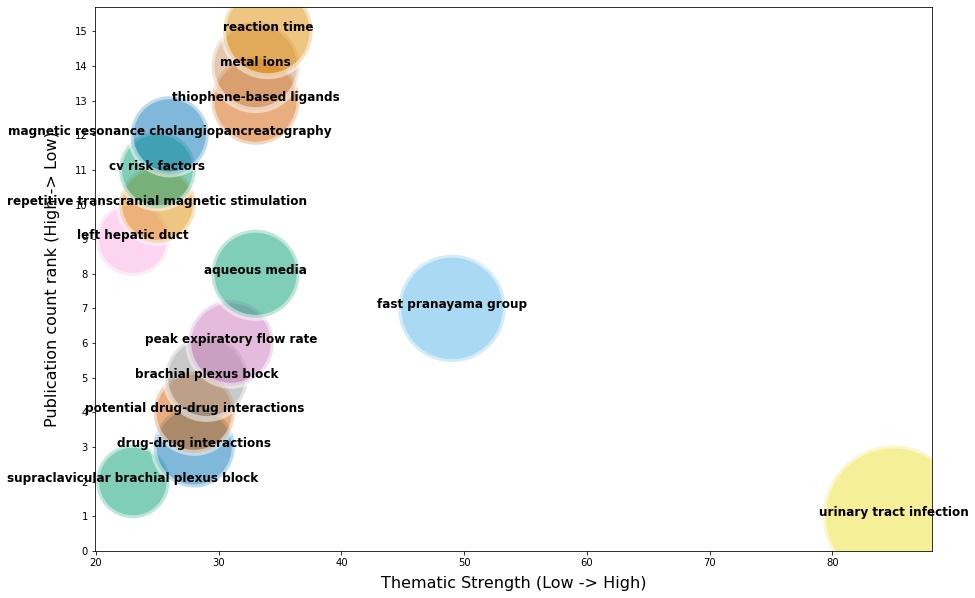 15
reaction time
14
metal ions
13
thiophene-based ligands
12
magnetic resonance cholangiopancreatography
11
cv risk factors
10
repetitive transcranial magnetic stimulation
9
left hepatic duct
8
aqueous media
7
fast pranayama group
6
peak expiratory flow rate
5
brachial plexus block
4
potential drug-drug interactions
3
drug-drug interactions
2
supraclavicular brachial plexus block
1
urinary tract infection
0
20 30 40 50 60 70 80
Thematic Strength (Low -> High)
Publication count rank (High -> Low)